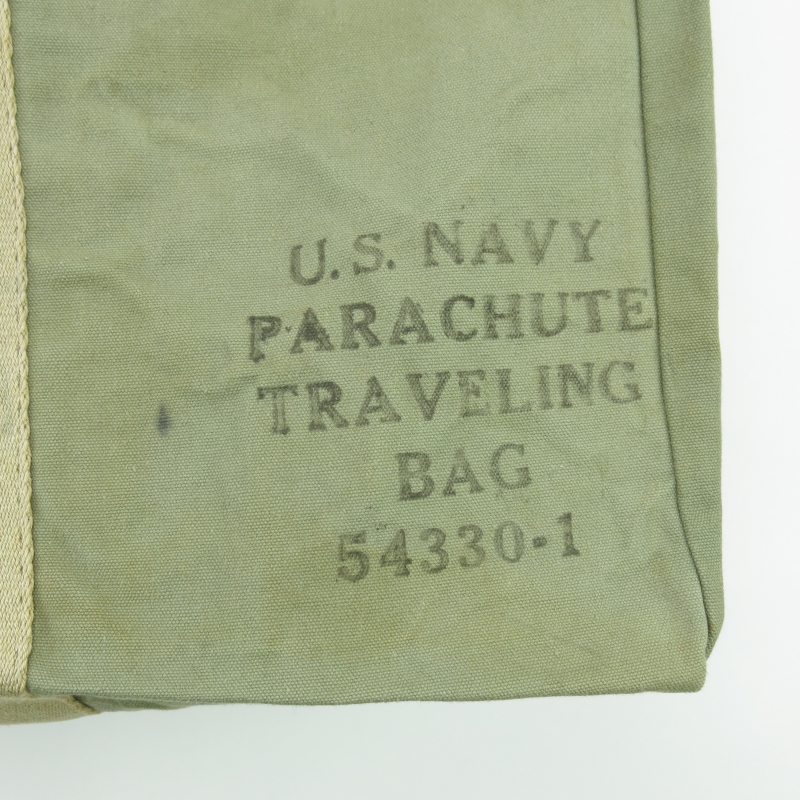 U.S. NAVY
PARACHUTE
TRAVELING
BAG
54330-1